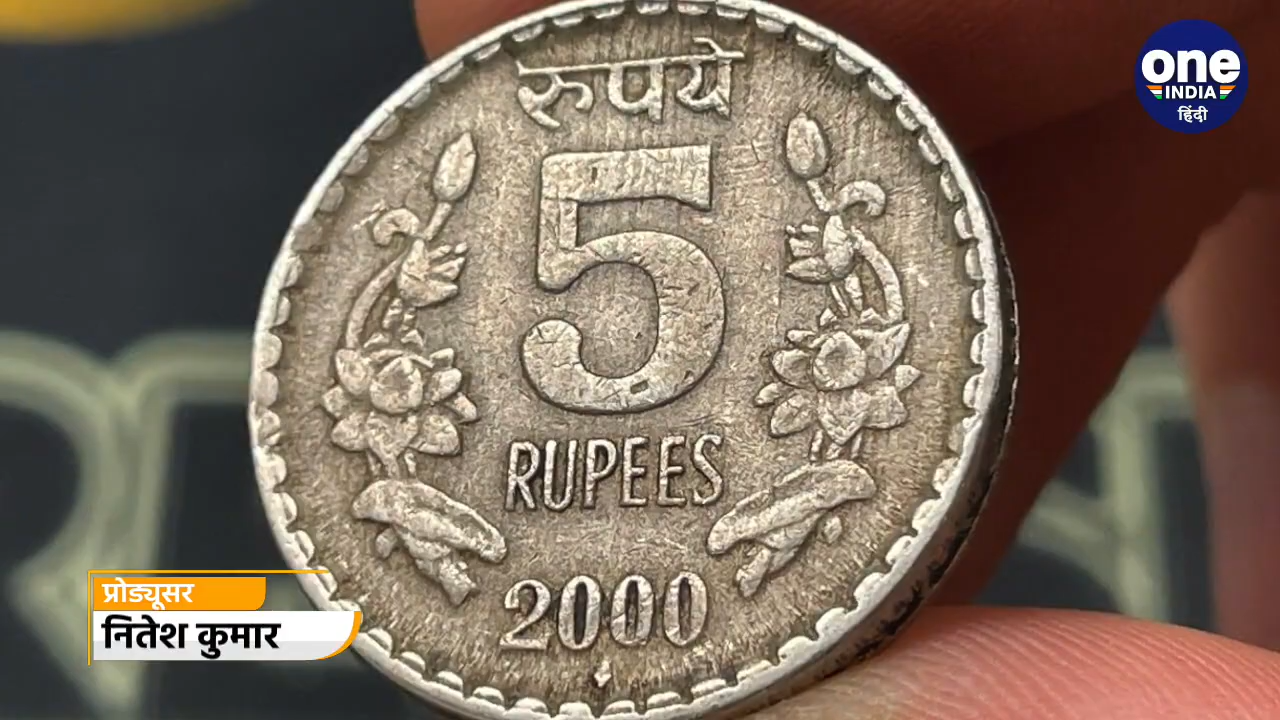 रुपये
5
RUPEES
2000
one
INDIA
हिंदी
प्रोड्यूसर
नितेश कुमार